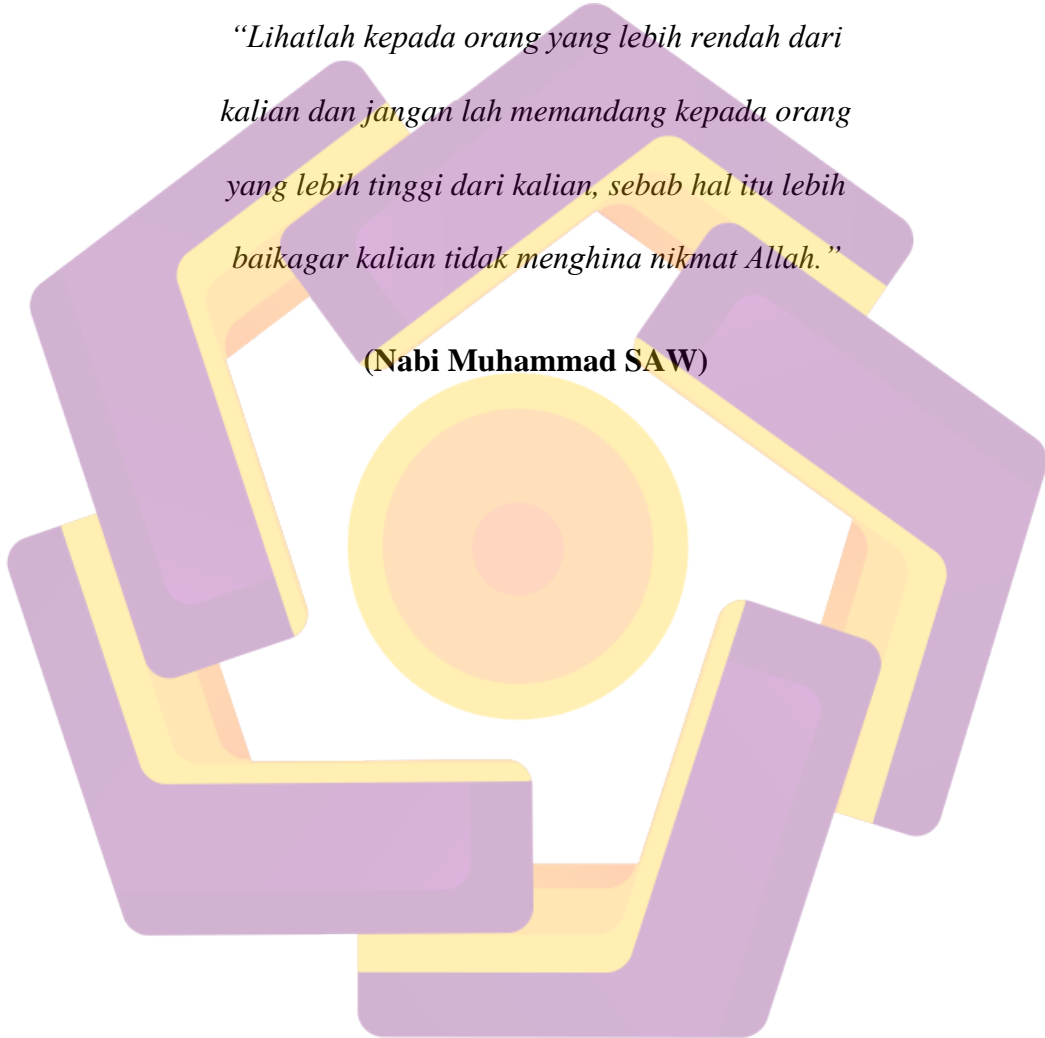 “Lihatlah kepada orang yang lebih rendah dari
kalian dan jangan lah memandang kepada orang
yang lebih tinggi dari kalian, sebab hal itu lebih
baikagar kalian tidak menghina nikmat Allah.”
(Nabi Muhammad SAW)